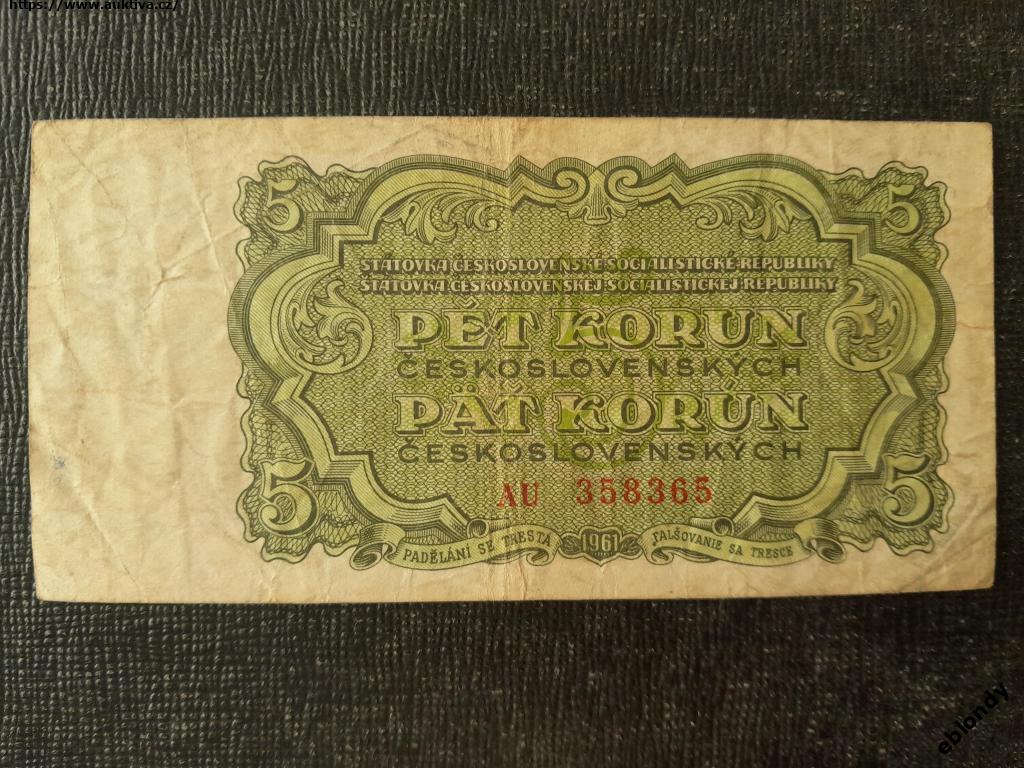 https://www.auktiva.cz/
5 5
STÁTOVKA ČESKOSLOVENSKÉ SOCIALISTICKÉ REPUBLIKY
ŠTÁTOVKA ČESKOSLOVENSKEJ SOCIALISTICKEJ REPUBLIKY
PĚT KORUN
ČESKOSLOVENSKÝCH
PÄŤ KORÚN
ČESKOSLOVENSKÝCH
AU 358365
5 5
PADĚLÁNÍ SE TRESTÁ 1961 FALŠOVANIE SA TRESCE
eblondy